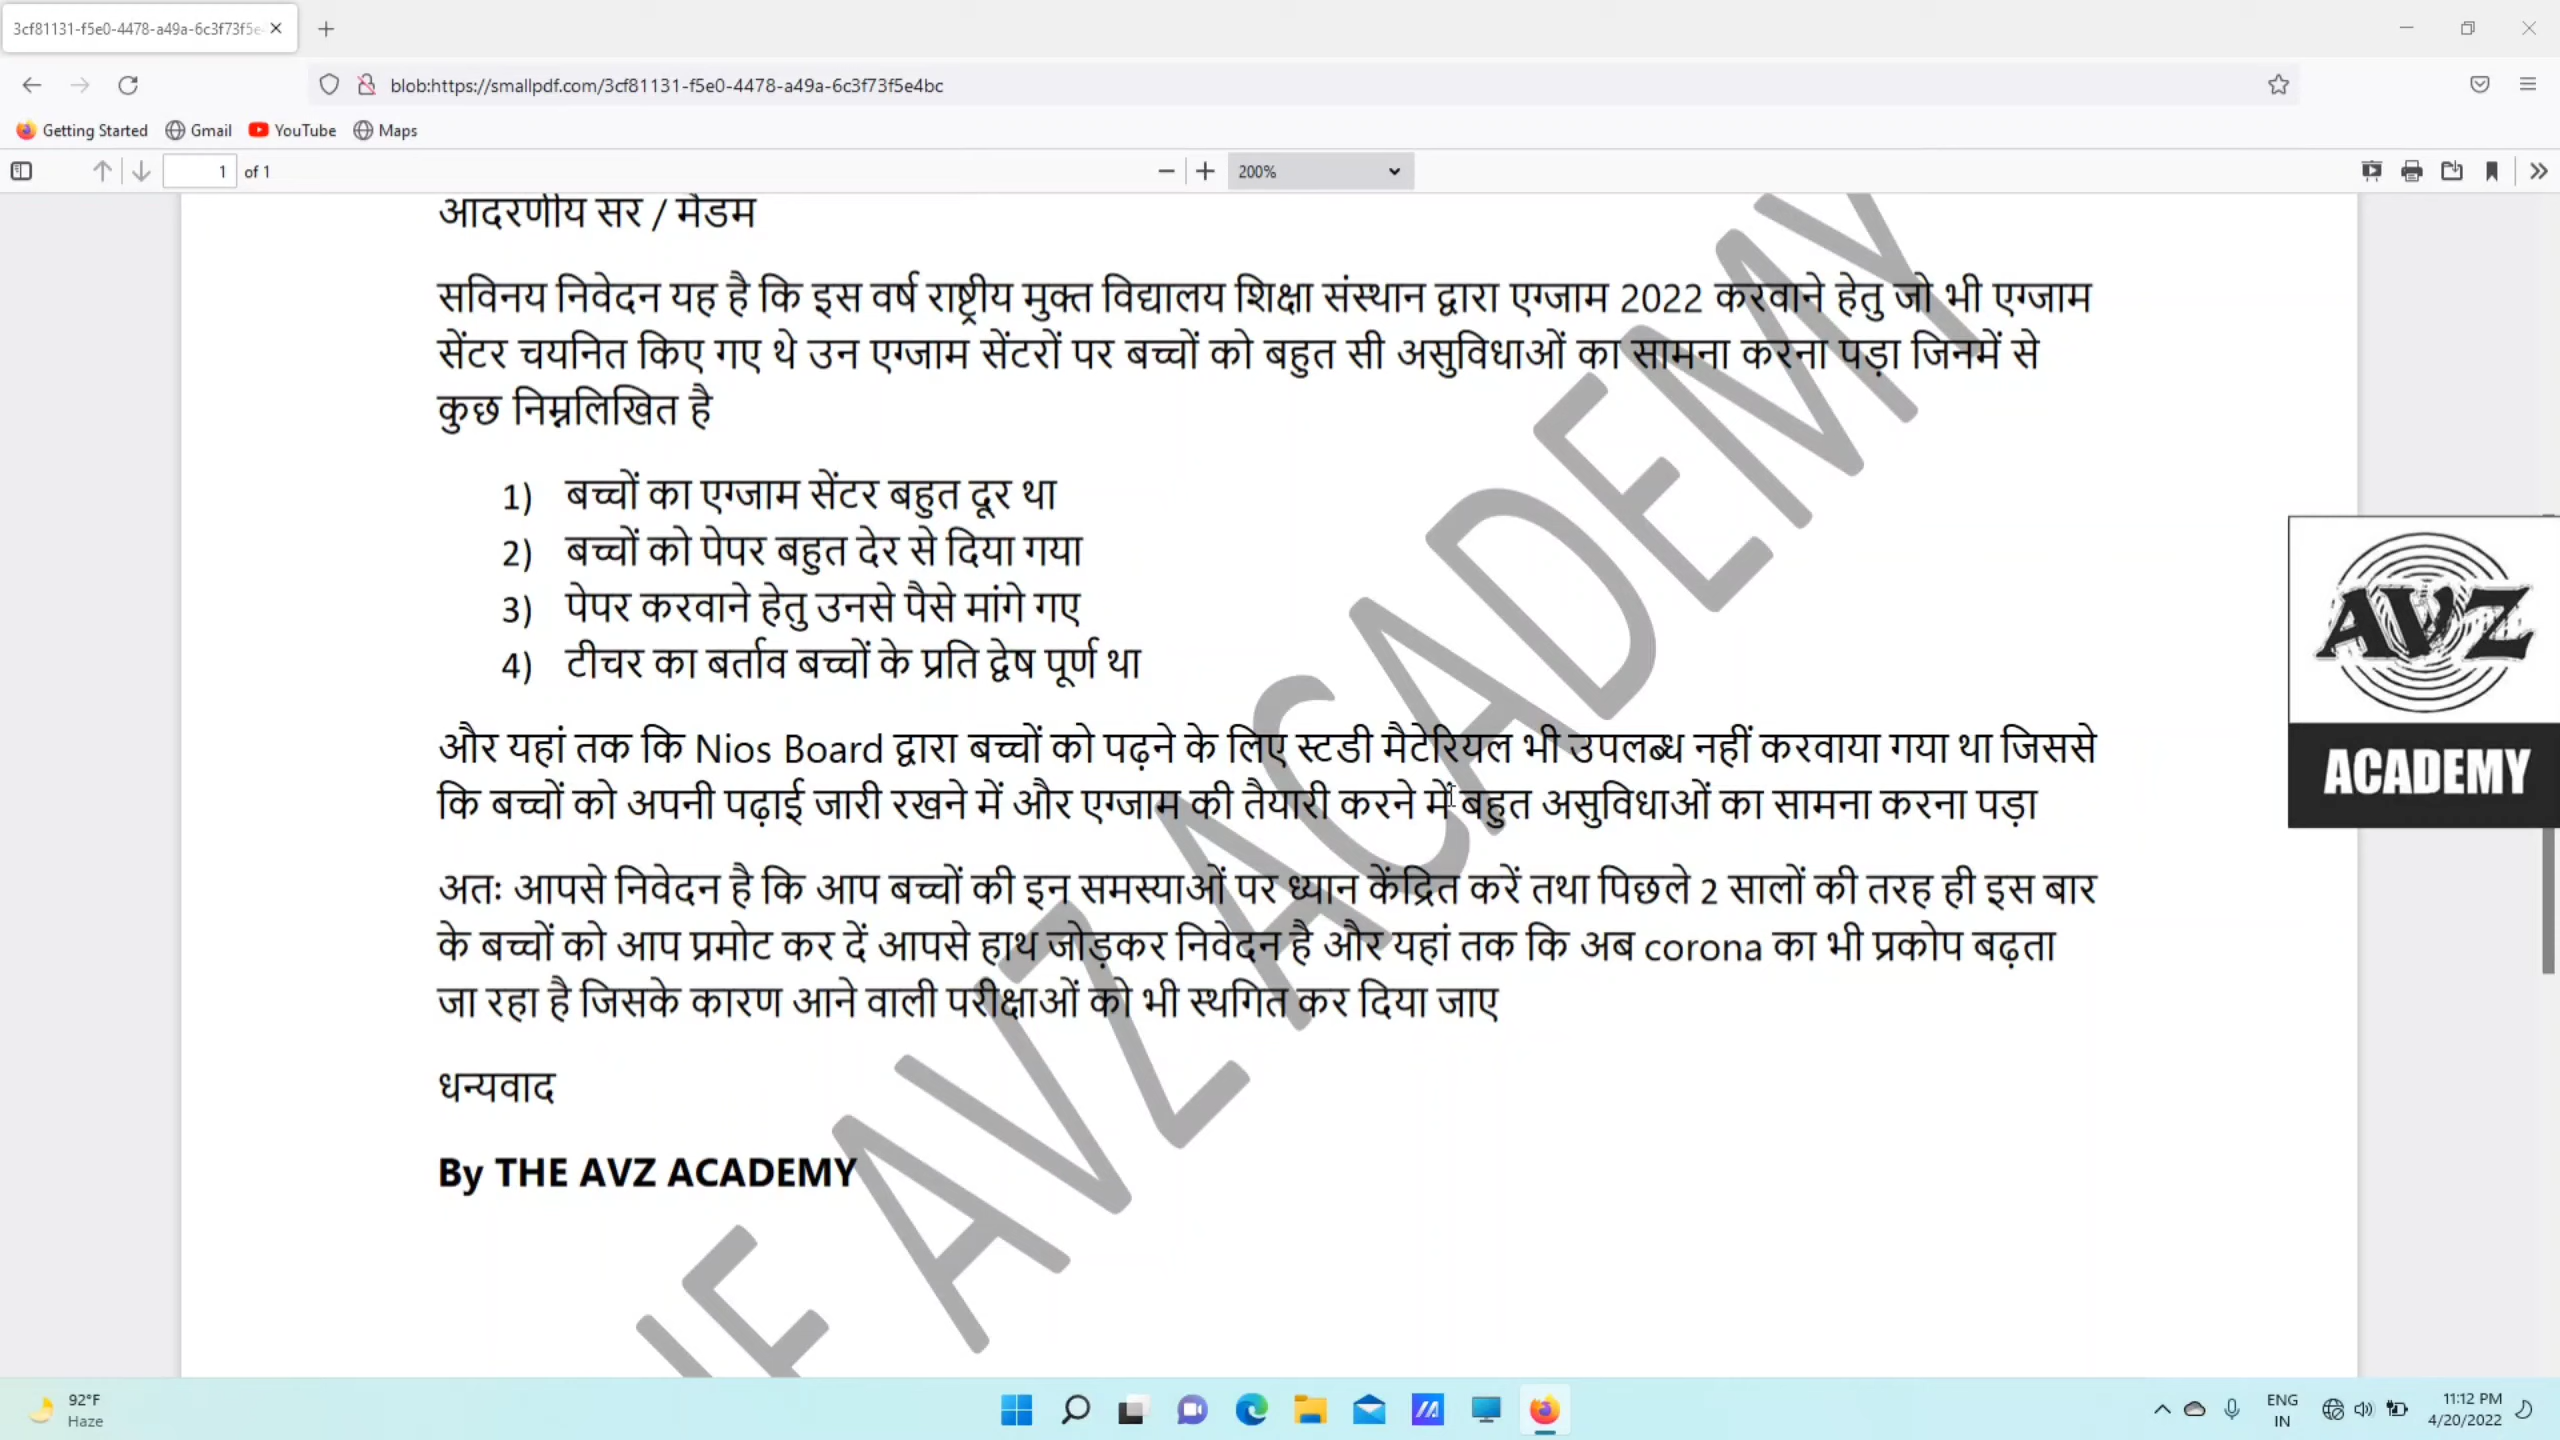 3cf81131-f5e0-4478-a49a-6c3f73f5e
blob:https://smallpdf.com/3cf81131-f5e0-4478-a49a-6c3f73f5e4bc
Getting Started Gmail YouTube Maps
1 of 1 200%
आदरणीय सर / मैडम
सविनय निवेदन यह है कि इस वर्ष राष्ट्रीय मुक्त विद्यालय शिक्षा संस्थान द्वारा एग्जाम 2022 करवाने हेतु जो भी एग्जाम
सेंटर चयनित किए गए थे उन एग्जाम सेंटरों पर बच्चों को बहुत सी असुविधाओं का सामना करना पड़ा जिनमें से
कुछ निम्नलिखित है
1) बच्चों का एग्जाम सेंटर बहुत दूर था
2) बच्चों को पेपर बहुत देर से दिया गया
3) पेपर करवाने हेतु उनसे पैसे मांगे गए
4) टीचर का बर्ताव बच्चों के प्रति द्वेष पूर्ण था
और यहां तक कि Nios Board द्वारा बच्चों को पढ़ने के लिए स्टडी मैटेरियल भी उपलब्ध नहीं करवाया गया था जिससे
कि बच्चों को अपनी पढ़ाई जारी रखने में और एग्जाम की तैयारी करने में बहुत असुविधाओं का सामना करना पड़ा
अतः आपसे निवेदन है कि आप बच्चों की इन समस्याओं पर ध्यान केंद्रित करें तथा पिछले 2 सालों की तरह ही इस बार
के बच्चों को आप प्रमोट कर दें आपसे हाथ जोड़कर निवेदन है और यहां तक कि अब corona का भी प्रकोप बढ़ता
जा रहा है जिसके कारण आने वाली परीक्षाओं को भी स्थगित कर दिया जाए
धन्यवाद
By THE AVZ ACADEMY
HE AVZ ACADEMY
AVZ
ACADEMY
92°F
Haze
ENG
IN
11:12 PM
4/20/2022